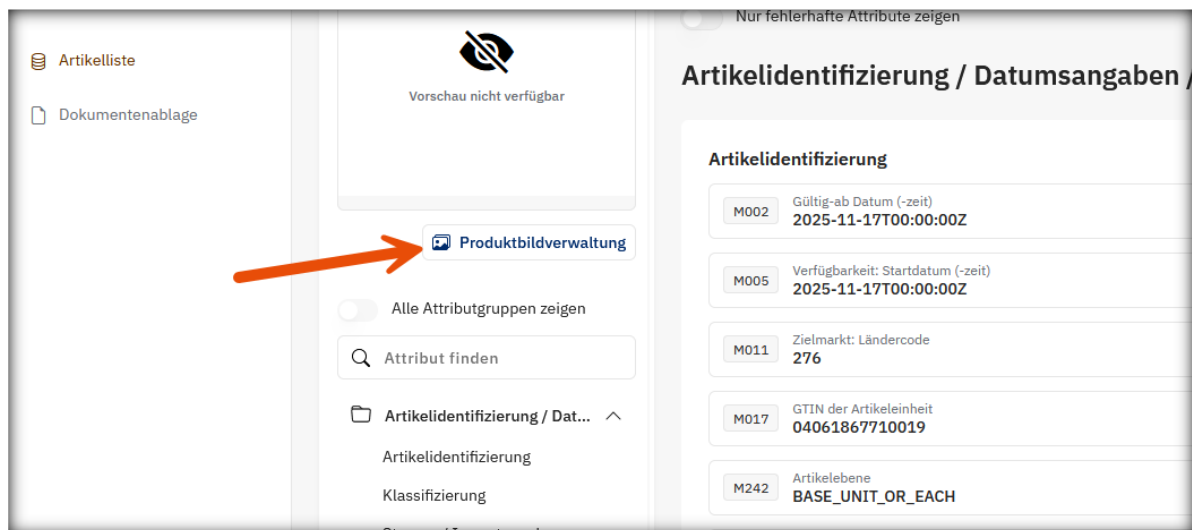 Artikelliste
Dokumentenablage
Vorschau nicht verfügbar
Produktbildverwaltung
Alle Attributgruppen zeigen
Attribut finden
Artikelidentifizierung / Dat...
Artikelidentifizierung
Klassifizierung
Nur fehlerhafte Attribute zeigen
Artikelidentifizierung / Datumsangaben /
Artikelidentifizierung
M002
Gültig-ab Datum (-zeit)
2025-11-17T00:00:00Z
M005
Verfügbarkeit: Startdatum (-zeit)
2025-11-17T00:00:00Z
M011
Zielmarkt: Ländercode
276
M017
GTIN der Artikeleinheit
04061867710019
M242
Artikelebene
BASE_UNIT_OR_EACH